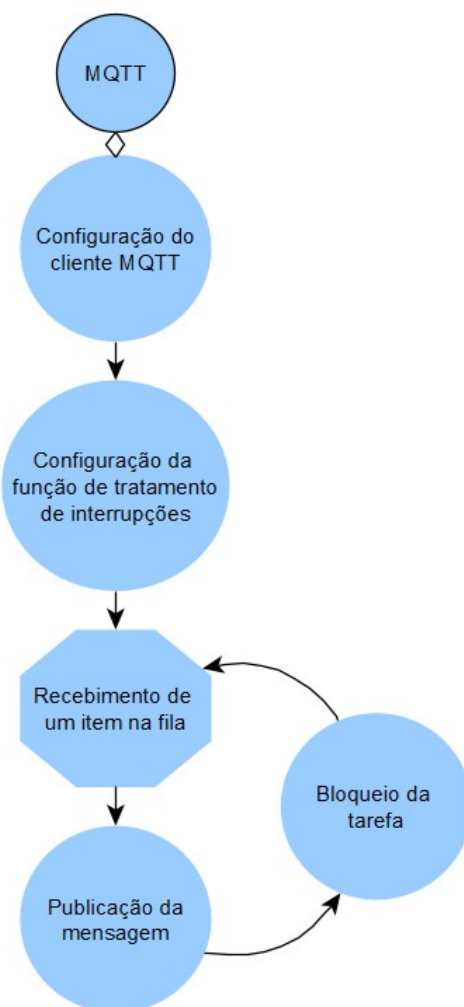 MQTT
Configuração do
cliente MQTT
Configuração da
função de tratamento
de interrupções
Recebimento de
um item na fila
Bloqueio da
tarefa
Publicação da
mensagem